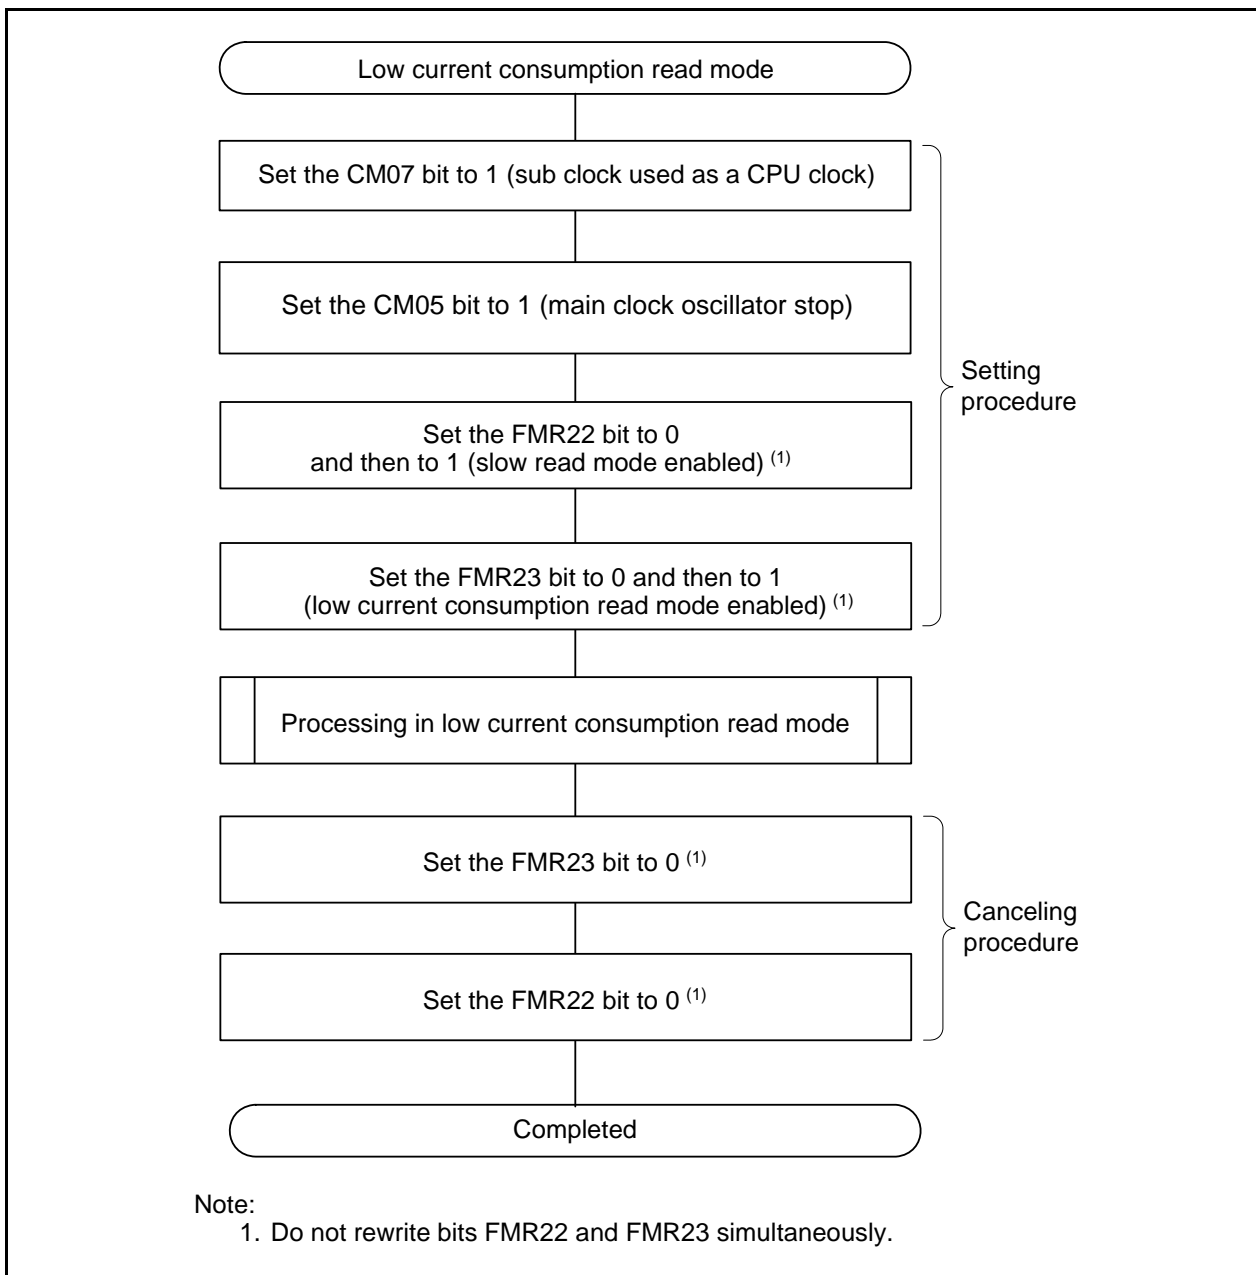 Low current consumption read mode
Set the CM07 bit to 1 (sub clock used as a CPU clock)
Set the CM05 bit to 1 (main clock oscillator stop)
Setting
procedure
Set the FMR22 bit to 0
and then to 1 (slow read mode enabled) (1)
Set the FMR23 bit to 0 and then to 1
(low current consumption read mode enabled) (1)
Processing in low current consumption read mode
Set the FMR23 bit to 0 (1)
Canceling
procedure
Set the FMR22 bit to 0 (1)
Completed
Note:
1. Do not rewrite bits FMR22 and FMR23 simultaneously.